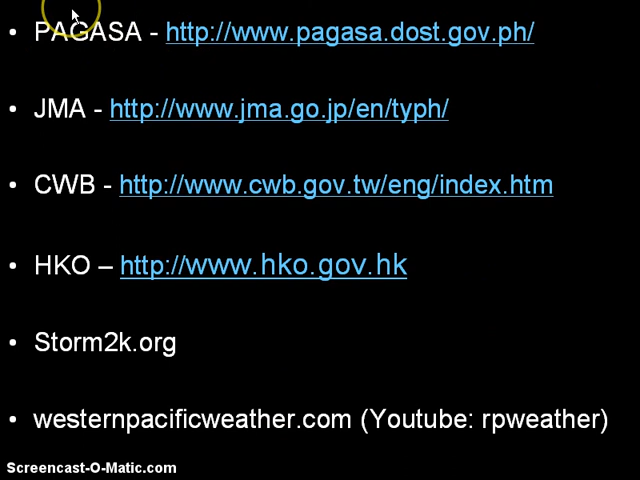 • PAGASA - http://www.pagasa.dost.gov.ph/
• JMA - http://www.jma.go.jp/en/typh/
• CWB - http://www.cwb.gov.tw/eng/index.htm
• HKO – http://www.hko.gov.hk
• Storm2k.org
• westernpacificweather.com (Youtube: rpweather)
Screencast-O-Matic.com